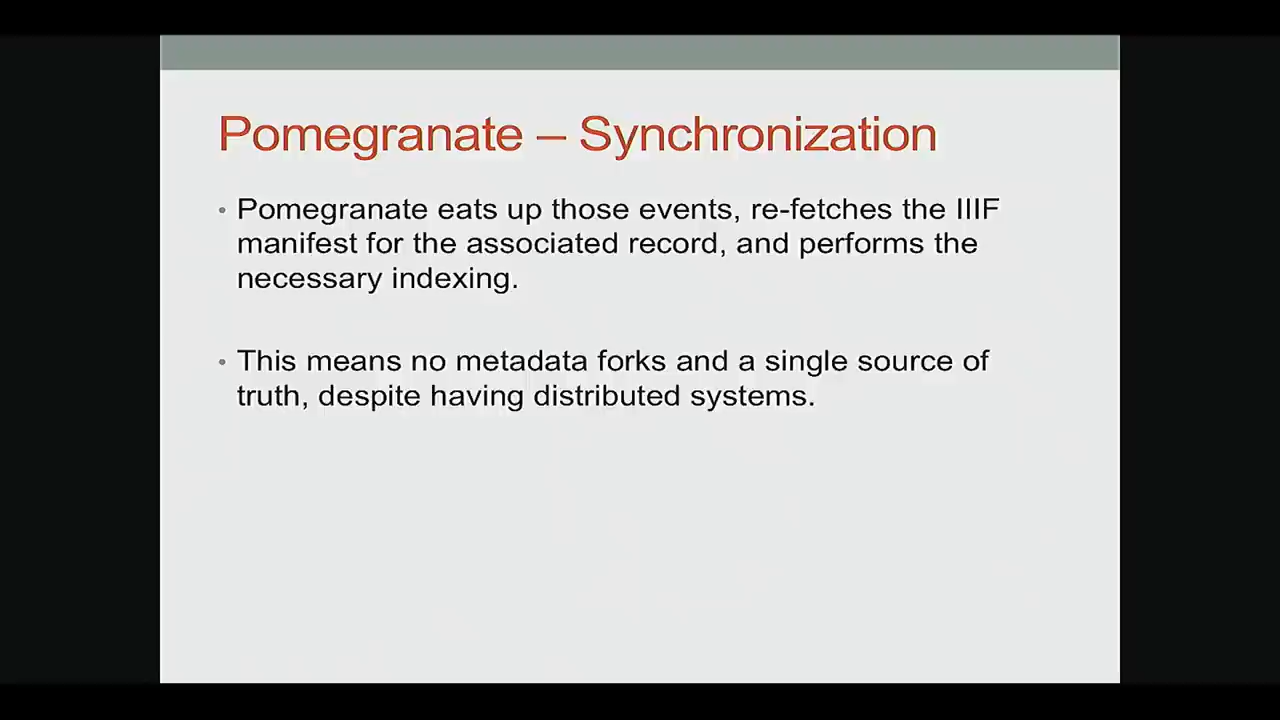 Pomegranate – Synchronization
• Pomegranate eats up those events, re-fetches the IIIF
manifest for the associated record, and performs the
necessary indexing.
• This means no metadata forks and a single source of
truth, despite having distributed systems.